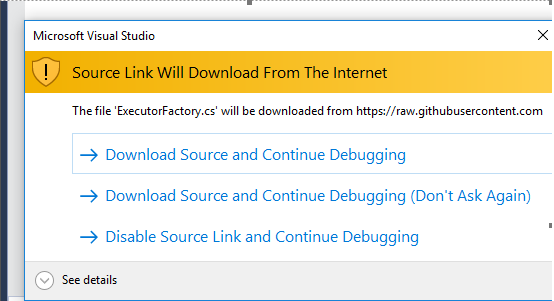 Microsoft Visual Studio
Source Link Will Download From The Internet
The file 'ExecutorFactory.cs' will be downloaded from https://raw.githubusercontent.com
Download Source and Continue Debugging
Download Source and Continue Debugging (Don't Ask Again)
Disable Source Link and Continue Debugging
See details